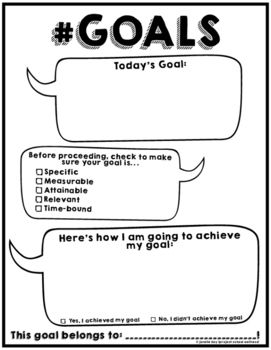 #GOALS
Today's Goal:
Before proceeding, check to make
sure your goal is...
Specific
Measurable
Attainable
Relevant
Time-bound
Here's how I am going to achieve
my goal:
Yes, I achieved my goal
No, I didn't achieve my goal
This goal belongs to: !